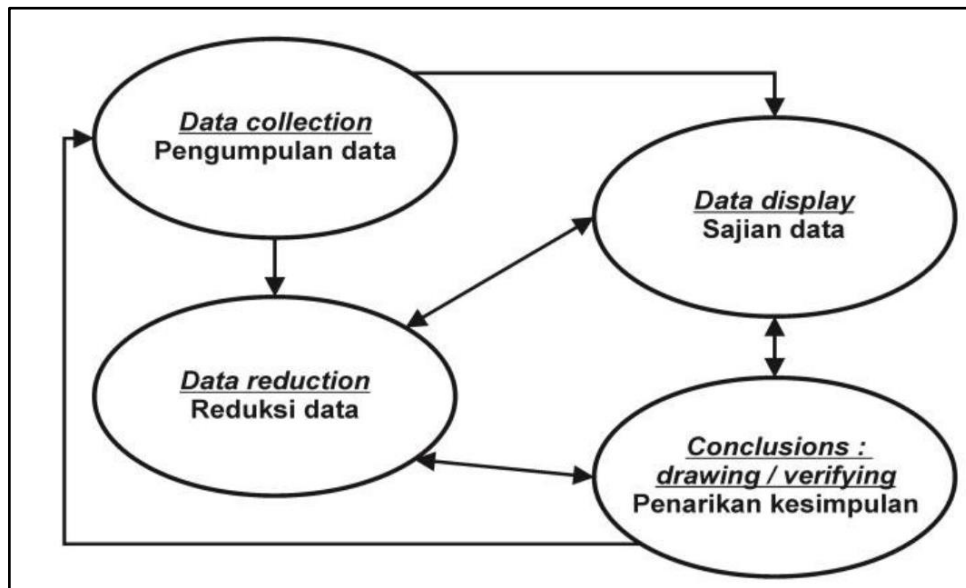 Data collection
Pengumpulan data
Data display
Sajian data
Data reduction
Reduksi data
Conclusions :
drawing / verifying
Penarikan kesimpulan